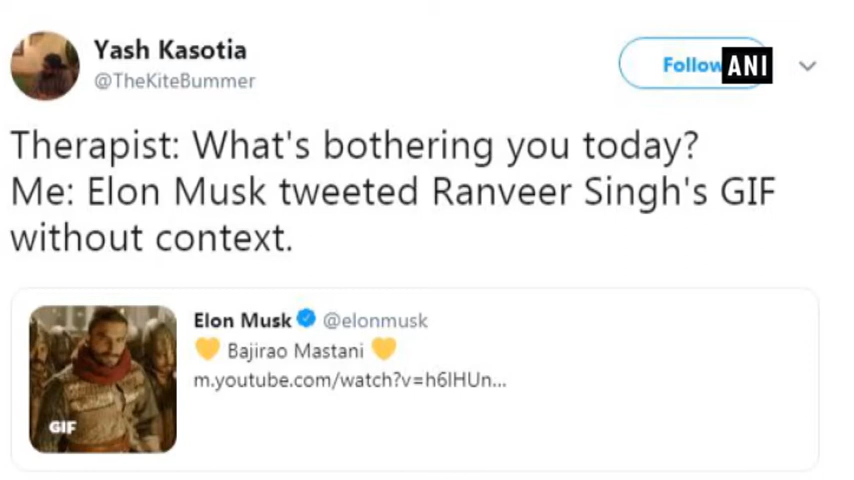 Yash Kasotia
@TheKiteBummer
Follow
ANI
Therapist: What's bothering you today?
Me: Elon Musk tweeted Ranveer Singh's GIF
without context.
Elon Musk @elonmusk
💛 Bajirao Mastani 💛
m.youtube.com/watch?v=h6lHUn...
GIF